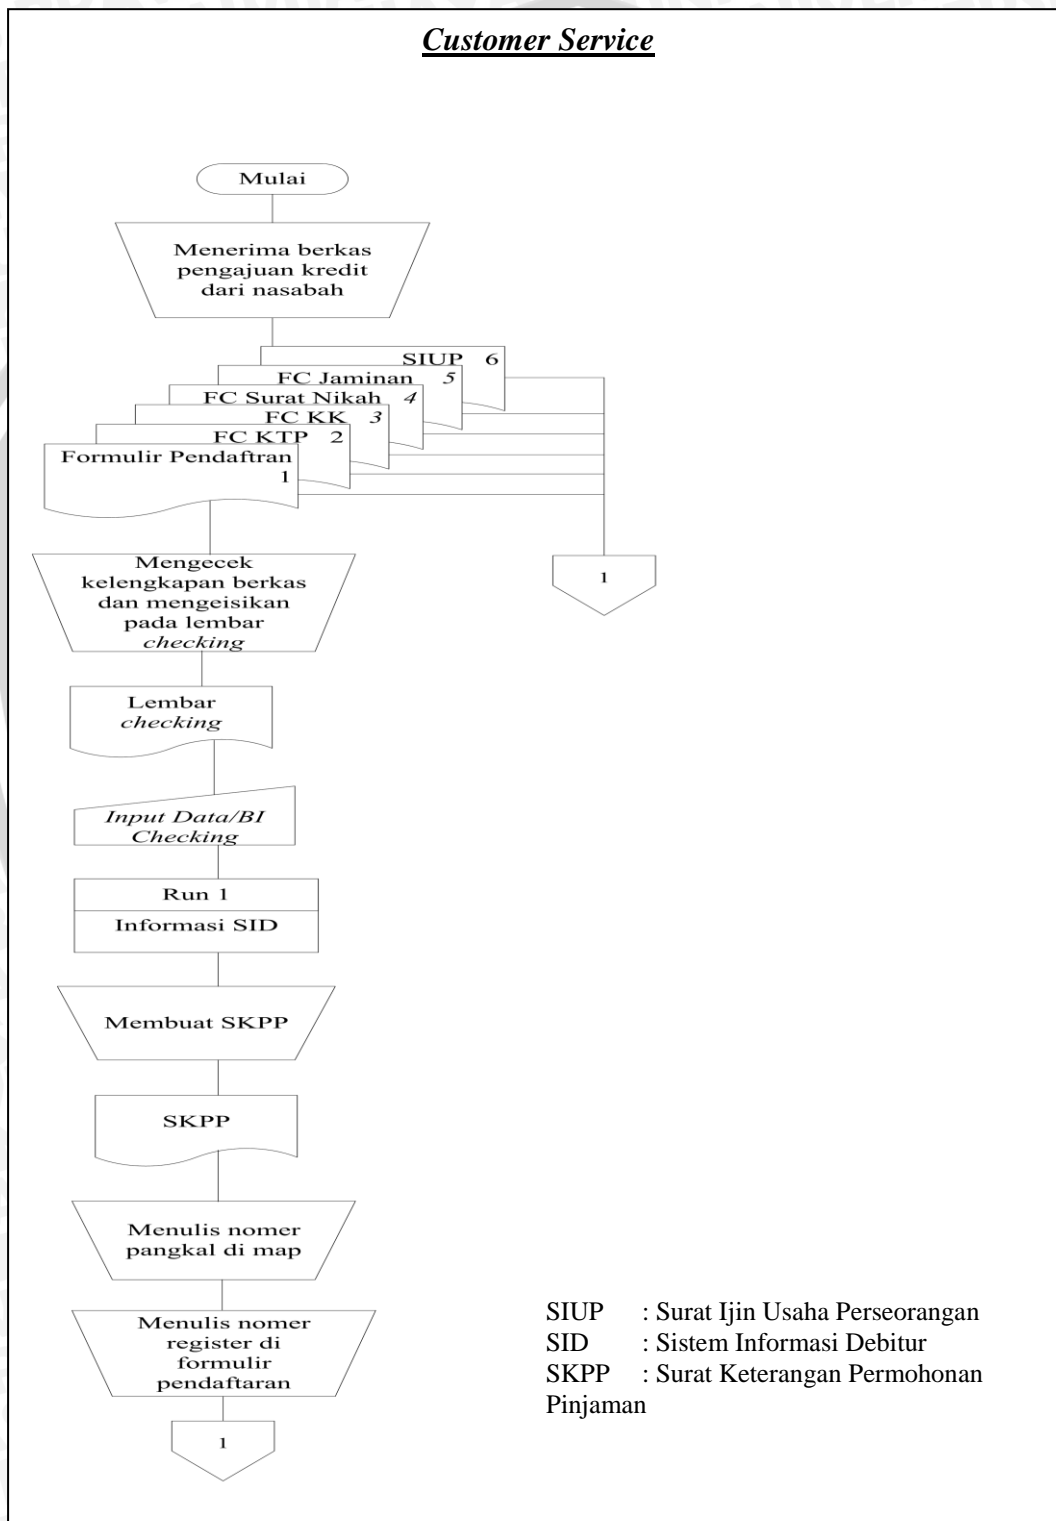 Customer Service
Mulai
Menerima berkas
pengajuan kredit
dari nasabah
SIUP 6
FC Jaminan 5
FC Surat Nikah 4
FC KK 3
FC KTP 2
Formulir Pendaftran
1
1
Mengecek
kelengkapan berkas
dan mengeisikan
pada lembar
checking
Lembar
checking
Input Data/BI
Checking
Run 1
Informasi SID
Membuat SKPP
SKPP
Menulis nomer
pangkal di map
Menulis nomer
register di
formulir
pendaftaran
1
SIUP : Surat Ijin Usaha Perseorangan
SID : Sistem Informasi Debitur
SKPP : Surat Keterangan Permohonan
Pinjaman